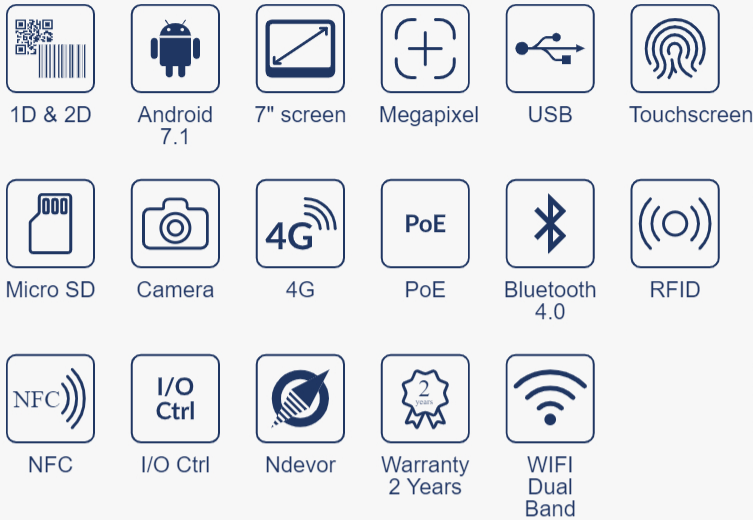 1D & 2D
Android
7.1
7" screen
Megapixel
USB
Touchscreen
4G
PoE
Micro SD
Camera
4G
PoE
Bluetooth
4.0
RFID
NFC
I/O
Ctrl
2
years
NFC
I/O Ctrl
Ndevor
Warranty
2 Years
WIFI
Dual
Band